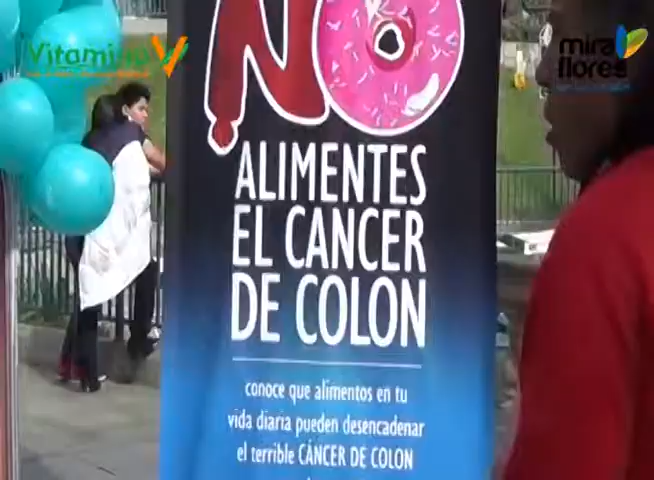 Vitamina V
mira
flores
NO
ALIMENTES
EL CÁNCER
DE COLON
conoce que alimentos en tu
vida diaria pueden desencadenar
el terrible CÁNCER DE COLON